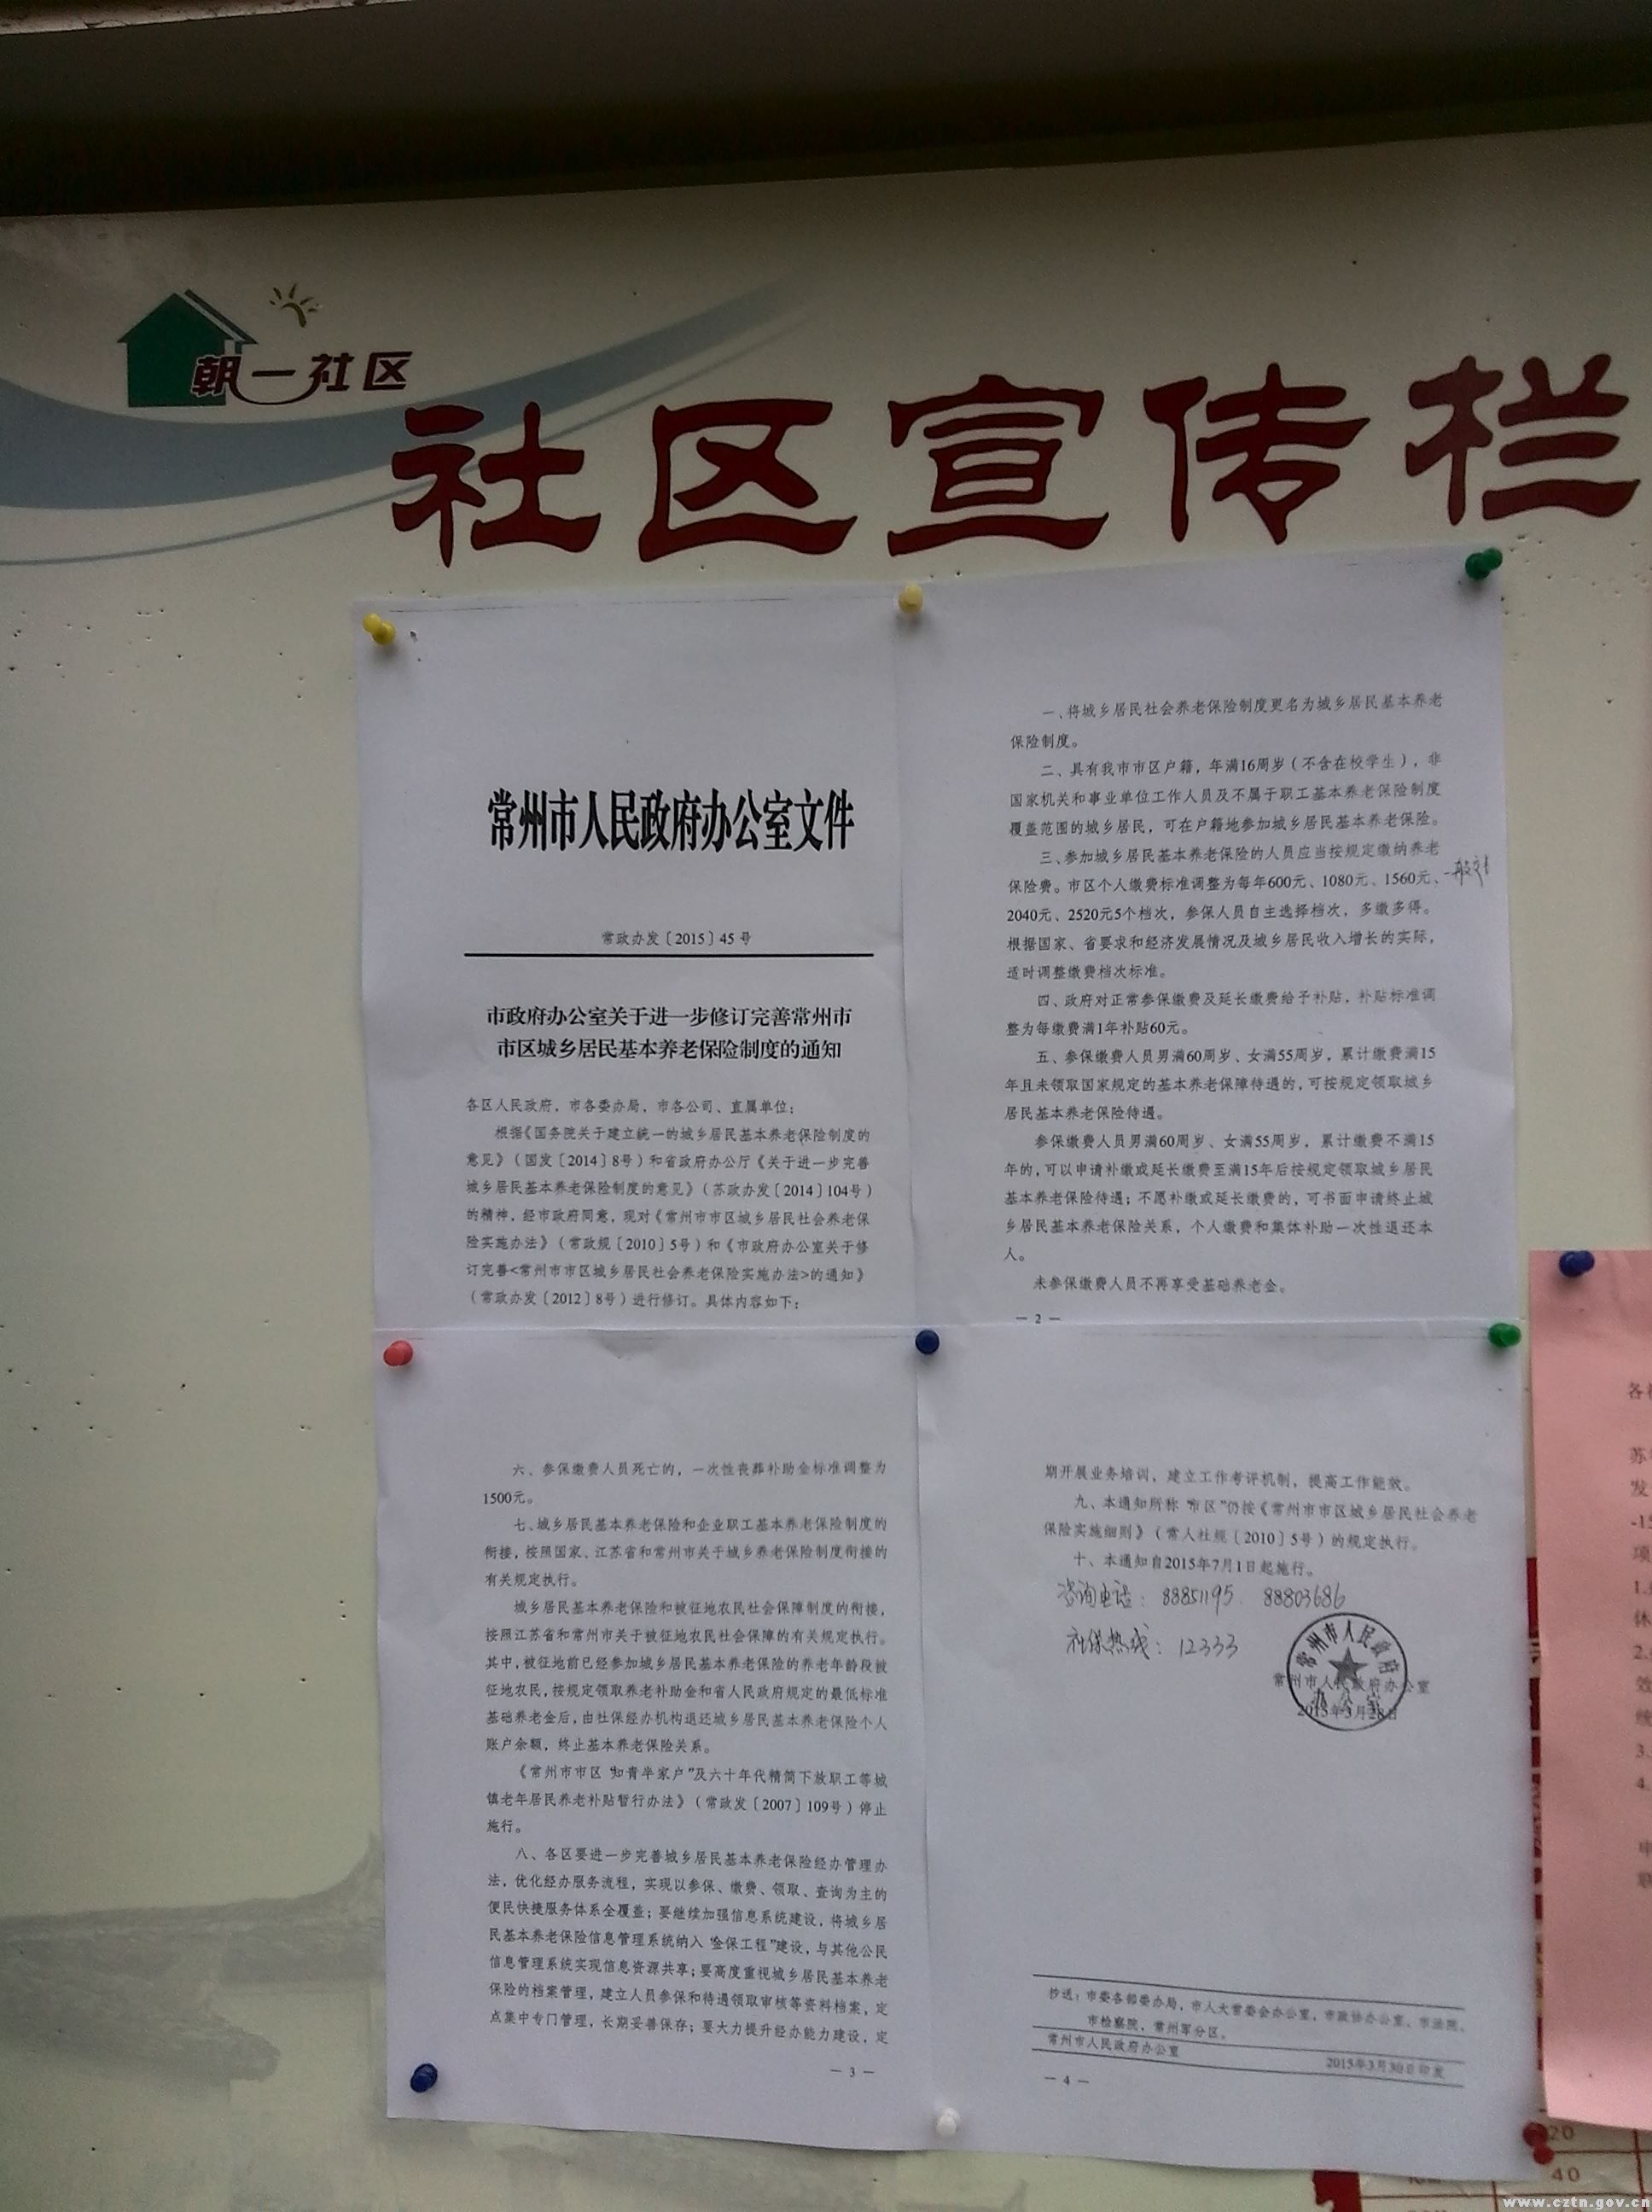 朝一社区
社区宣传栏
常州市人民政府办公室文件
常政办发〔2015〕45号
市政府办公室关于进一步修订完善常州市
市区城乡居民基本养老保险制度的通知
各区人民政府，市各委办局，市各公司、直属单位：
根据《国务院关于建立统一的城乡居民基本养老保险制度的
意见》（国发〔2014〕8号）和省政府办公厅《关于进一步完善
城乡居民基本养老保险制度的意见》（苏政办发〔2014〕104号）
的精神，经市政府同意，现对《常州市市区城乡居民社会养老保
险实施办法》（常政规〔2010〕5号）和《市政府办公室关于修
订完善<常州市市区城乡居民社会养老保险实施办法>的通知》
（常政办发〔2012〕8号）进行修订。具体内容如下：
一、将城乡居民社会养老保险制度更名为城乡居民基本养老
保险制度。
二、具有我市市区户籍，年满16周岁（不含在校学生），非
国家机关和事业单位工作人员及不属于职工基本养老保险制度
覆盖范围的城乡居民，可在户籍地参加城乡居民基本养老保险。
三、参加城乡居民基本养老保险的人员应当按规定缴纳养老
保险费。市区个人缴费标准调整为每年600元、1080元、1560元、
2040元、2520元5个档次，参保人员自主选择档次，多缴多得。
根据国家、省要求和经济发展情况及城乡居民收入增长的实际，
适时调整缴费档次标准。
四、政府对正常参保缴费及延长缴费给予补贴，补贴标准调
整为每缴费满1年补贴60元。
五、参保缴费人员男满60周岁、女满55周岁，累计缴费满15
年且未领取国家规定的基本养老保障待遇的，可按规定领取城乡
居民基本养老保险待遇。
参保缴费人员男满60周岁、女满55周岁，累计缴费不满15
年的，可以申请补缴或延长缴费至满15年后按规定领取城乡居民
基本养老保险待遇；不愿补缴或延长缴费的，可书面申请终止城
乡居民基本养老保险关系，个人缴费和集体补助一次性退还本
人。
未参保缴费人员不再享受基础养老金。
— 2 —
六、参保缴费人员死亡的，一次性丧葬补助金标准调整为
1500元。
七、城乡居民基本养老保险和企业职工基本养老保险制度的
衔接，按照国家、江苏省和常州市关于城乡养老保险制度衔接的
有关规定执行。
城乡居民基本养老保险和被征地农民社会保障制度的衔接，
按照江苏省和常州市关于被征地农民社会保障的有关规定执行。
其中，被征地前已经参加城乡居民基本养老保险的养老年龄段被
征地农民，按规定领取养老补助金和省人民政府规定的最低标准
基础养老金后，由社保经办机构退还城乡居民基本养老保险个人
账户余额，终止基本养老保险关系。
《常州市市区“知青半家户”及六十年代精简下放职工等城
镇老年居民养老补贴暂行办法》（常政发〔2007〕109号）停止
施行。
八、各区要进一步完善城乡居民基本养老保险经办管理办
法，优化经办服务流程，实现以参保、缴费、领取、查询为主的
便民快捷服务体系全覆盖；要继续加强信息系统建设，将城乡居
民基本养老保险信息管理系统纳入“金保工程”建设，与其他公民
信息管理系统实现信息资源共享；要高度重视城乡居民基本养老
保险的档案管理，建立人员参保和待遇领取审核等资料档案，定
点集中专门管理，长期妥善保存；要大力提升经办能力建设，定
— 3 —
期开展业务培训，建立工作考评机制，提高工作能效。
九、本通知所称“市区”仍按《常州市市区城乡居民社会养老
保险实施细则》（常人社规〔2010〕5号）的规定执行。
十、本通知自2015年7月1日起施行。
咨询电话：88851195 88803686
社保热线：12333
常州市人民政府
办公室
常州市人民政府办公室
2015年3月28日
抄送：市委各部委办局，市人大常委会办公室，市政协办公室，市法院，
市检察院，常州军分区。
常州市人民政府办公室 2015年3月30日印发
— 4 —
苏
发
-15
项
1.
休
2.
效
统
3.
4.
20
40
www.cztn.gov.cn